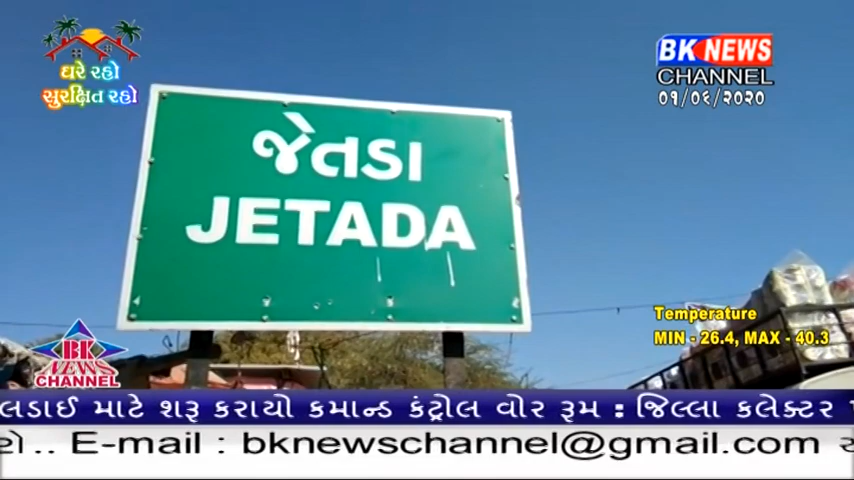 ઘરે રહો
સુરક્ષિત રહો
BK NEWS
CHANNEL
૦૧/૦૬/૨૦૨૦
જેતડા
JETADA
Temperature
MIN - 26.4, MAX - 40.3
BK
NEWS
CHANNEL
લડાઈ માટે શરૂ કરાયો કમાન્ડ કંટ્રોલ વોર રૂમ : જિલ્લા કલેક્ટર
E-mail : bknewschannel@gmail.com